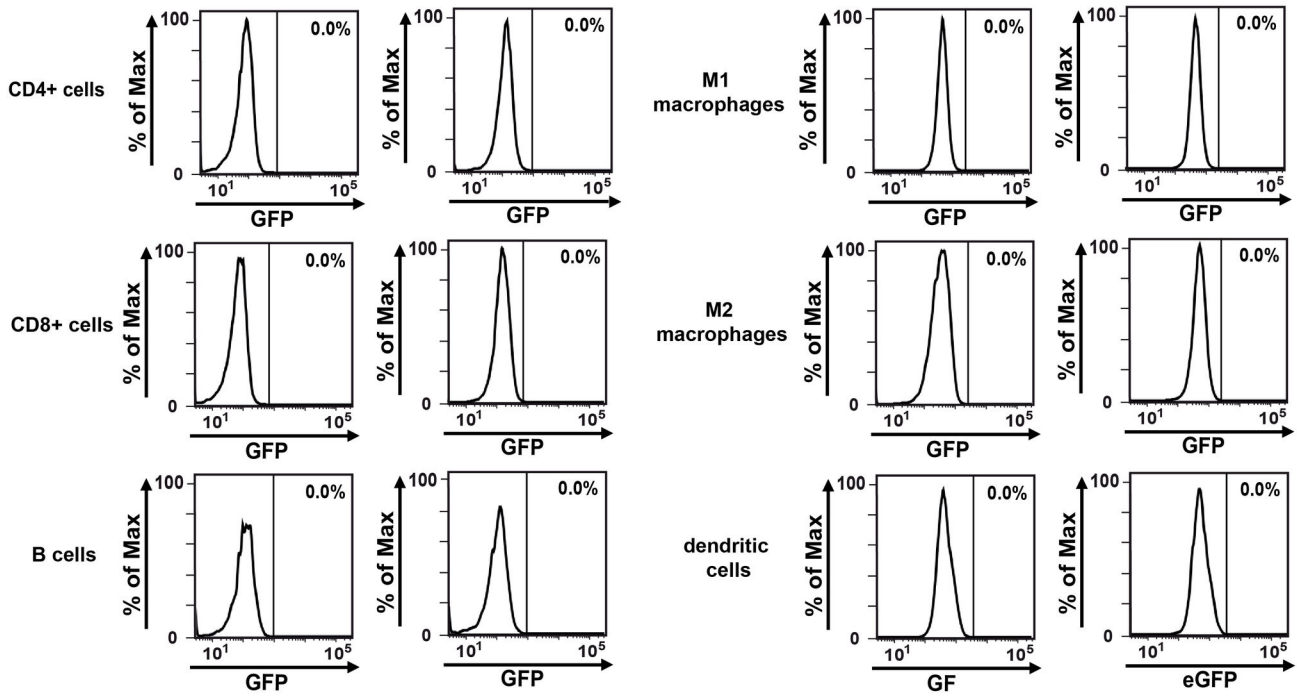 CD4+ cells
% of Max
100
0
0.0%
10¹
10⁵
GFP
% of Max
100
0
0.0%
10¹
10⁵
GFP
M1
macrophages
% of Max
100
0
0.0%
10¹
10⁵
GFP
% of Max
100
0
0.0%
10¹
10⁵
GFP
CD8+ cells
% of Max
100
0
0.0%
10¹
10⁵
GFP
% of Max
100
0
0.0%
10¹
10⁵
GFP
M2
macrophages
% of Max
100
0
0.0%
10¹
10⁵
GFP
% of Max
100
0
0.0%
10¹
10⁵
GFP
B cells
% of Max
100
0
0.0%
10¹
10⁵
GFP
% of Max
100
0
0.0%
10¹
10⁵
GFP
dendritic
cells
% of Max
100
0
0.0%
10¹
10⁵
GF
% of Max
100
0
0.0%
10¹
10⁵
eGFP